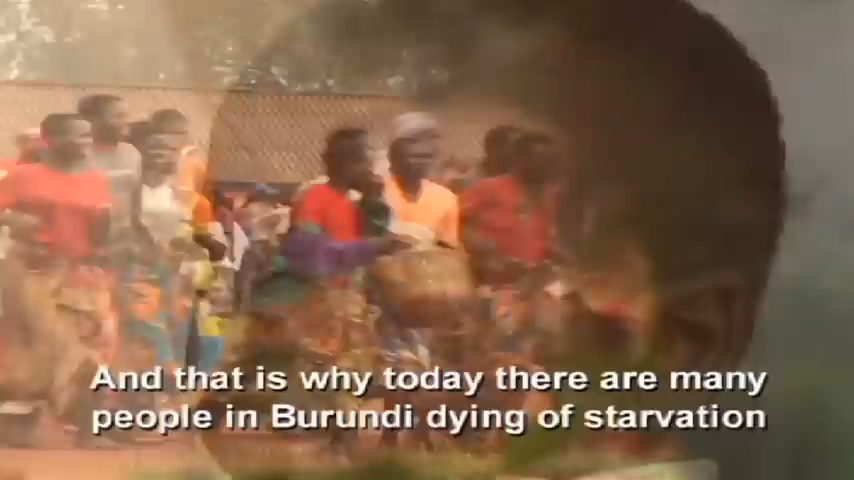 And that is why today there are many
people in Burundi dying of starvation